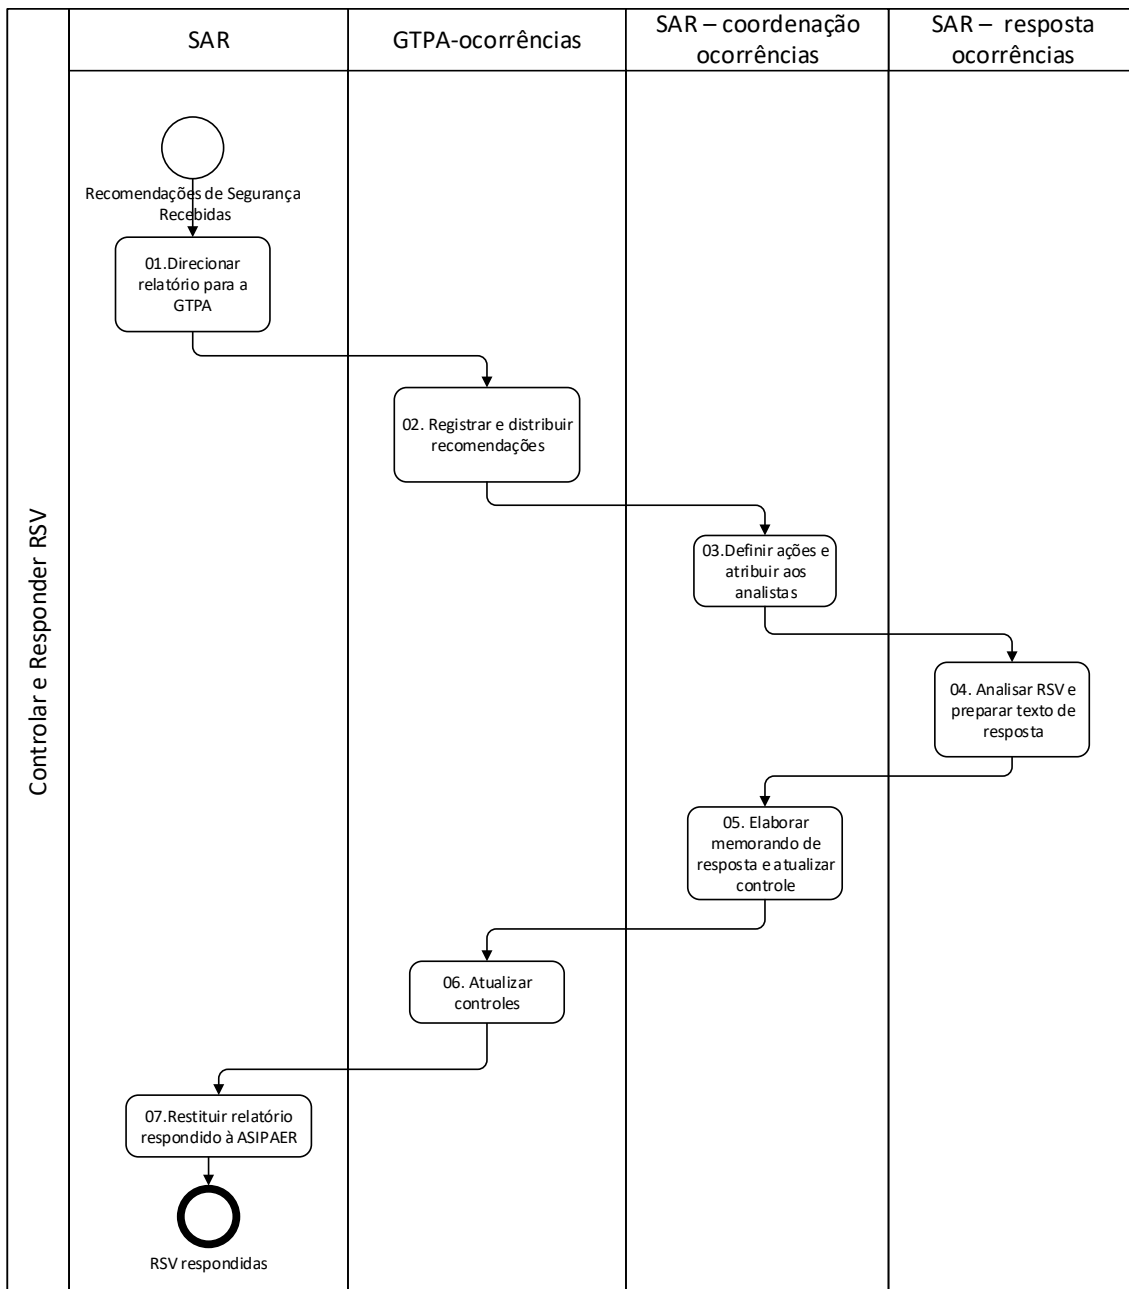 SAR
GTPA-ocorrências
SAR – coordenação
ocorrências
SAR – resposta
ocorrências
Controlar e Responder RSV
Recomendações de Segurança
Recebidas
01.Direcionar
relatório para a
GTPA
02. Registrar e distribuir
recomendações
03.Definir ações e
atribuir aos
analistas
04. Analisar RSV e
preparar texto de
resposta
05. Elaborar
memorando de
resposta e atualizar
controle
06. Atualizar
controles
07.Restituir relatório
respondido à ASIPAER
RSV respondidas